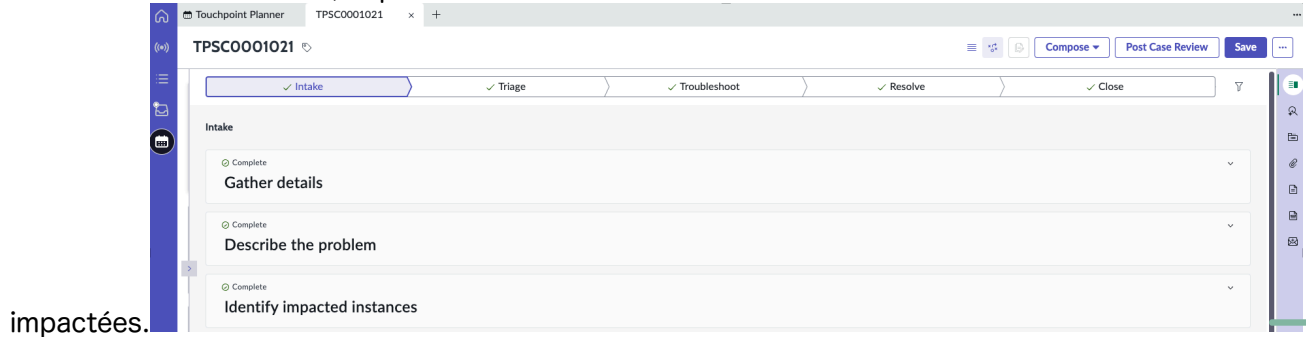 Touchpoint Planner TPSC0001021
TPSC0001021 Compose Post Case Review Save
Intake Triage Troubleshoot Resolve Close
Intake
Complete
Gather details
Complete
Describe the problem
Complete
Identify impacted instances
impactées.